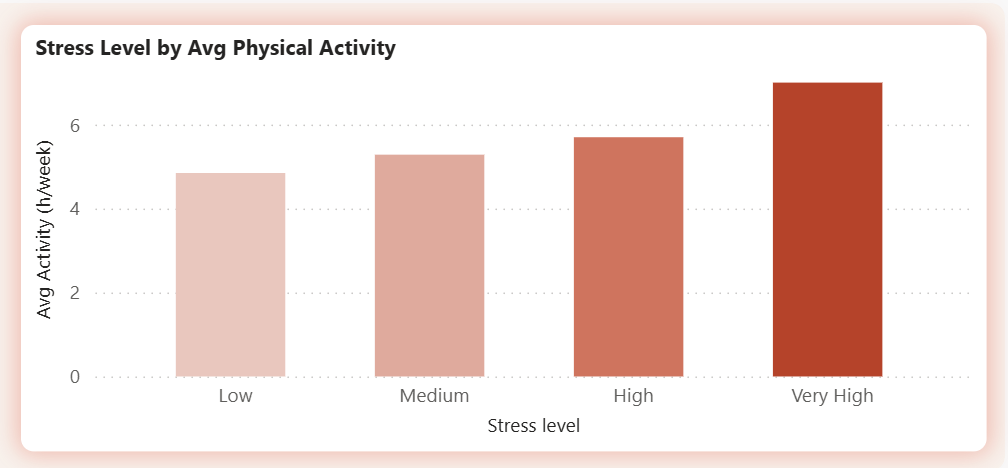 Stress Level by Avg Physical Activity
Avg Activity (h/week)
6
4
2
0
Low Medium High Very High
Stress level